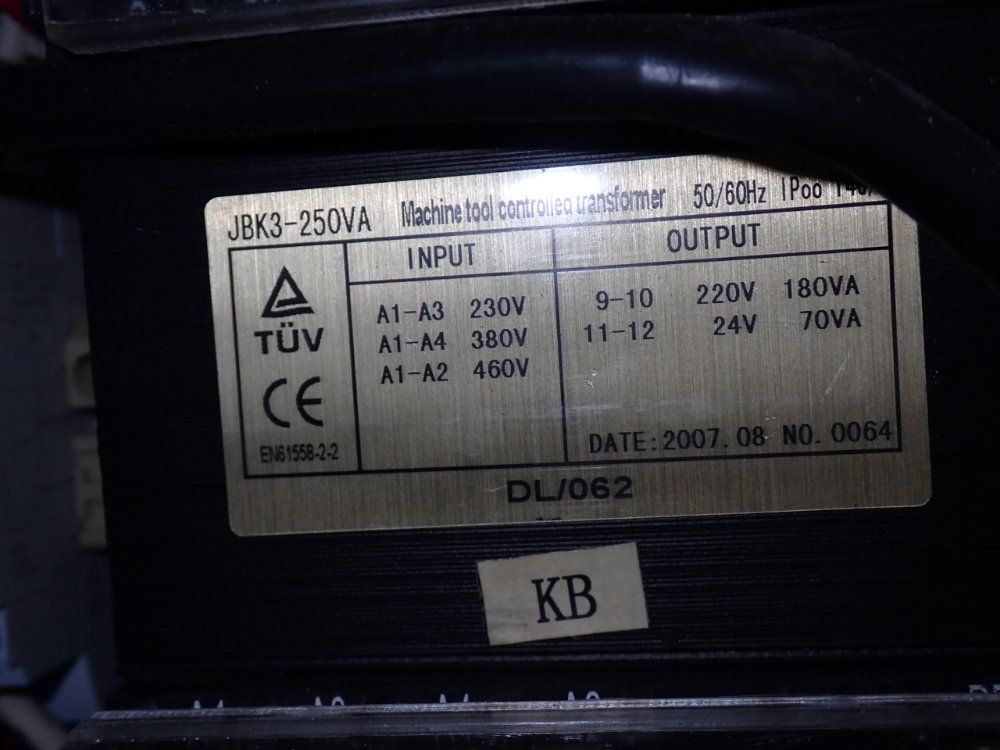 JBK3-250VA Machine tool controlled transformer 50/60Hz IPoo
INPUT OUTPUT
TÜV
A1-A3 230V 9-10 220V 180VA
A1-A4 380V 11-12 24V 70VA
A1-A2 460V
CE
EN61558-2-2
DATE:2007.08 NO.0064
DL/062
KB